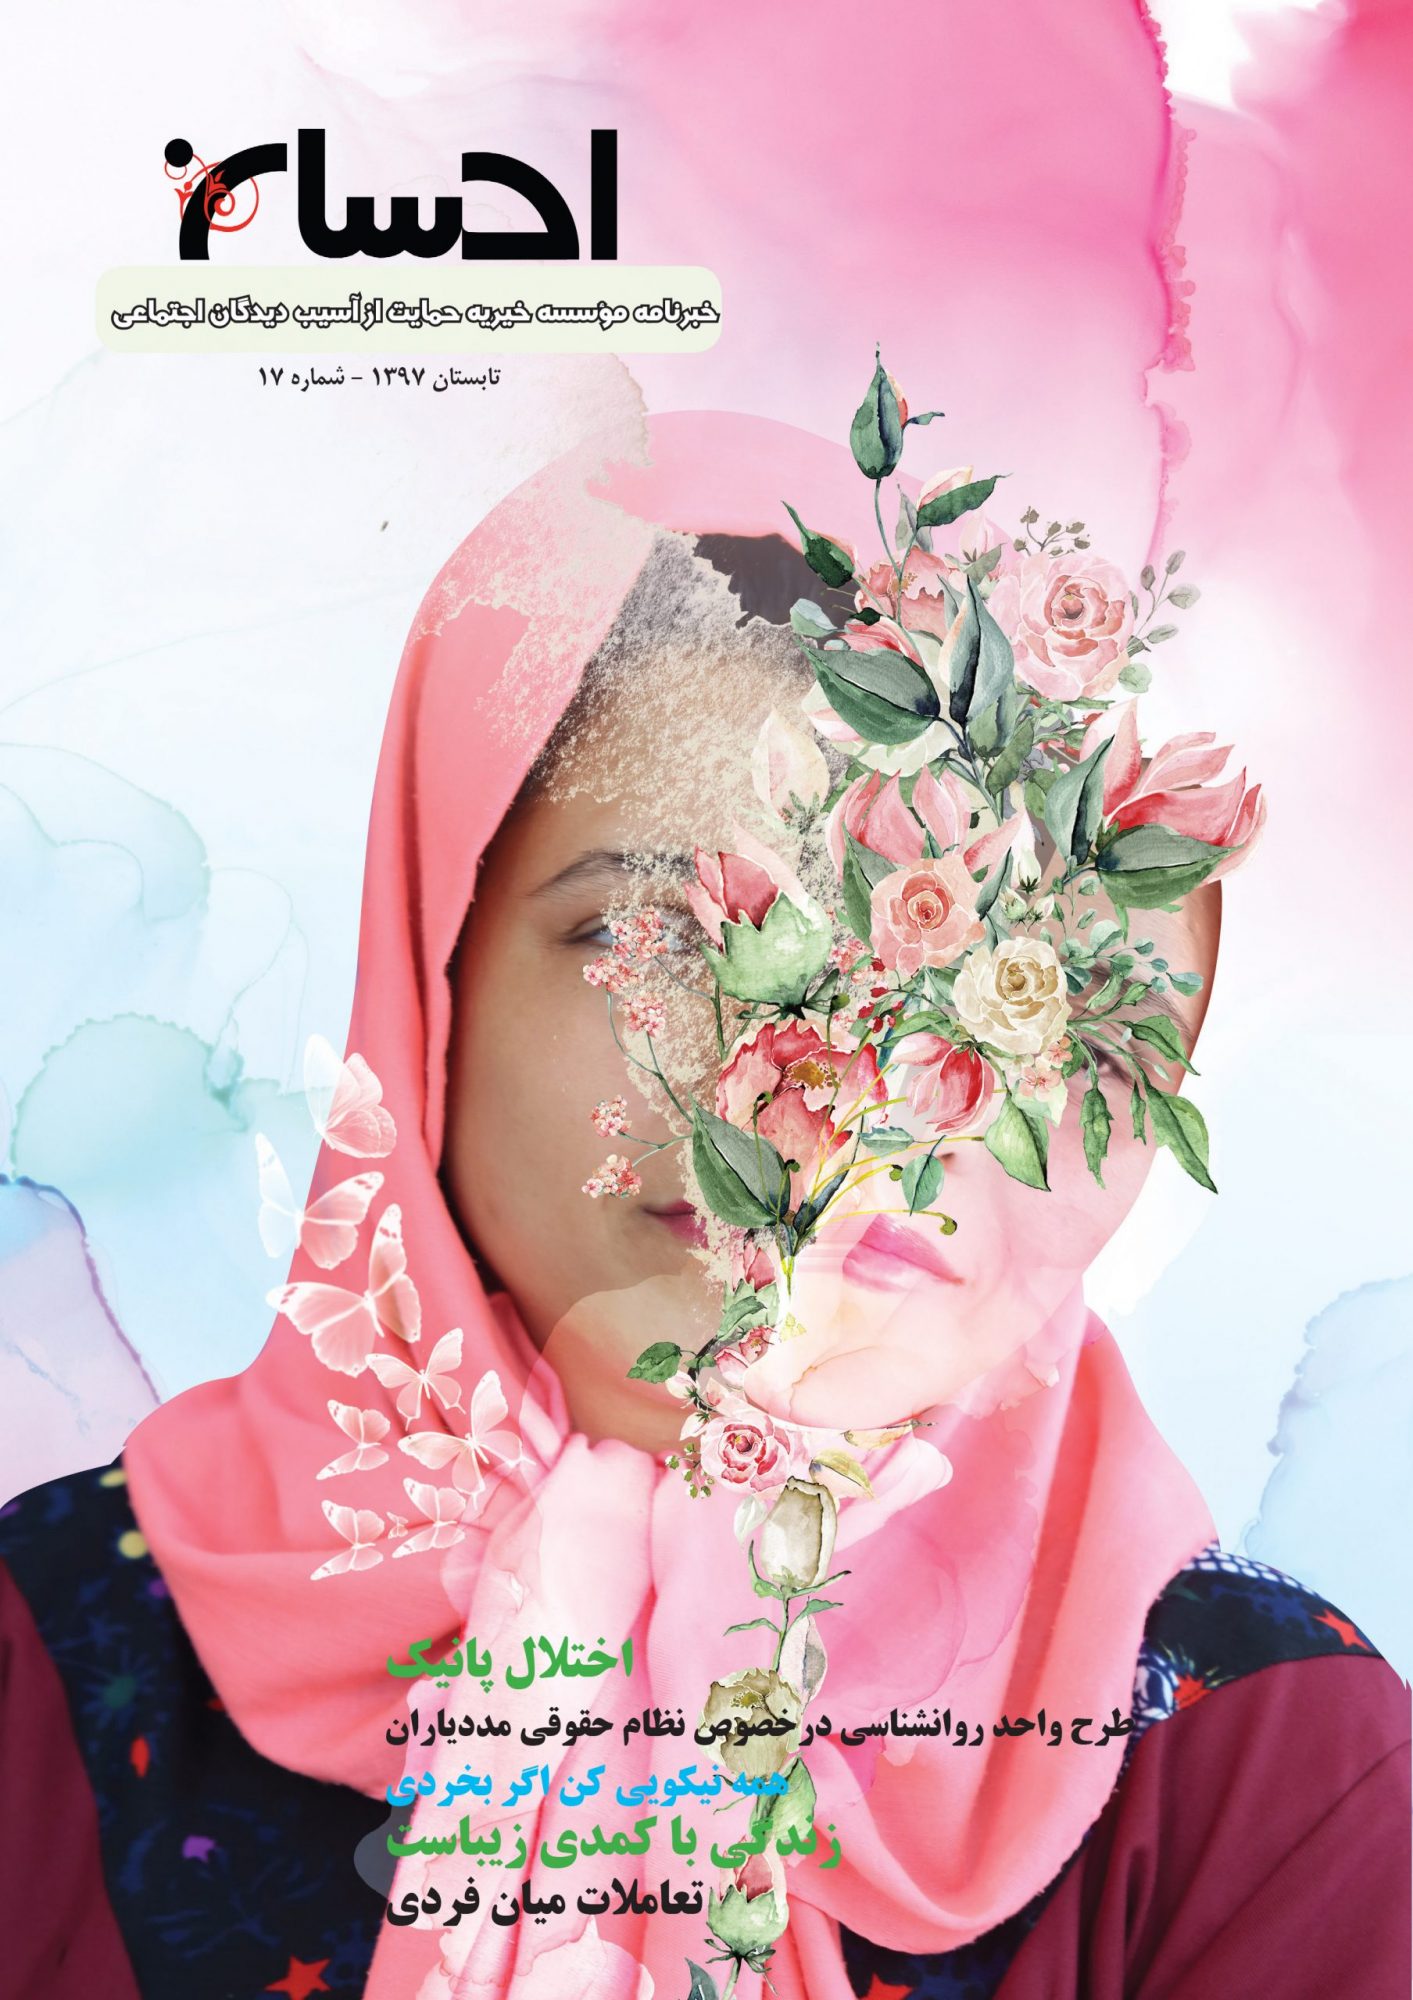 احسان
خبرنامه مؤسسه خیریه حمایت از آسیب دیدگان اجتماعی
تابستان ۱۳۹۷ - شماره ۱۷
اختلال پانیک
طرح واحد روانشناسی در خصوص نظام حقوقی مددیاران
همه نیکویی کن اگر بخردی
زندگی با کمدی زیباست
تعاملات میان فردی